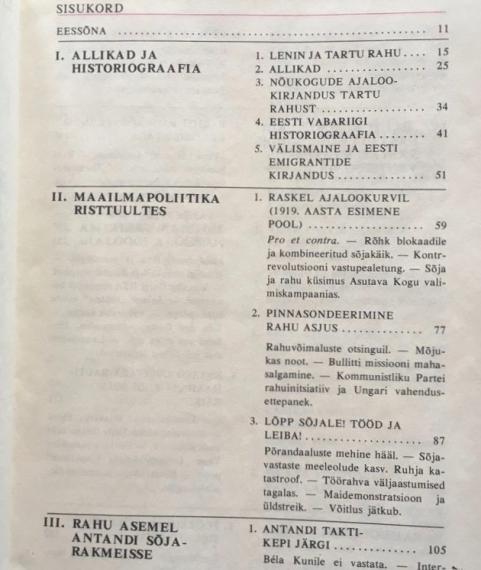 SISUKORD
EESSÕNA .......................... 11
I. ALLIKAD JA
HISTORIOGRAAFIA
1. LENIN JA TARTU RAHU .... 15
2. ALLIKAD ................ 25
3. NÕUKOGUDE AJALOO-
KIRJANDUS TARTU
RAHUST ................. 34
4. EESTI VABARIIGI
HISTORIOGRAAFIA ........ 41
5. VÄLISMAINE JA EESTI
EMIGRANTIDE
KIRJANDUS .............. 51
II. MAAILMAPOLIITIKA
RISTTUULTES
1. RASKEL AJALOOKURVIL
(1919. AASTA ESIMENE
POOL) .................. 59
Pro et contra. — Rõhk blokaadile
ja kombineeritud sõjakäik. — Kontr-
revolutsiooni vastupealetung. — Sõja
ja rahu küsimus Asutava Kogu vali-
miskampaanias.
2. PINNASONDEERIMINE
RAHU ASJUS ............. 77
Rahuvõimaluste otsinguil. — Mõju-
kas noot. — Bullitti missiooni maha-
salgamine. — Kommunistliku Partei
rahuinitsiatiiv ja Ungari vahendus-
ettepanek.
3. LÕPP SÕJALE! TÖÖD JA
LEIBA! ................. 87
Põrandaaluste mehine hääl. — Sõja-
vastaste meeleolude kasv. Ruhja ka-
tastroof. — Töörahva väljaastumised
tagalas. — Maidemonstratsioon ja
üldstreik. — Võitlus jätkub.
III. RAHU ASEMEL
ANTANDI SÕJA-
RAKMEISSE
1. ANTANDI TAKTI-
KEPI JÄRGI ............. 105
Béla Kunile ei vastata. — Inter-